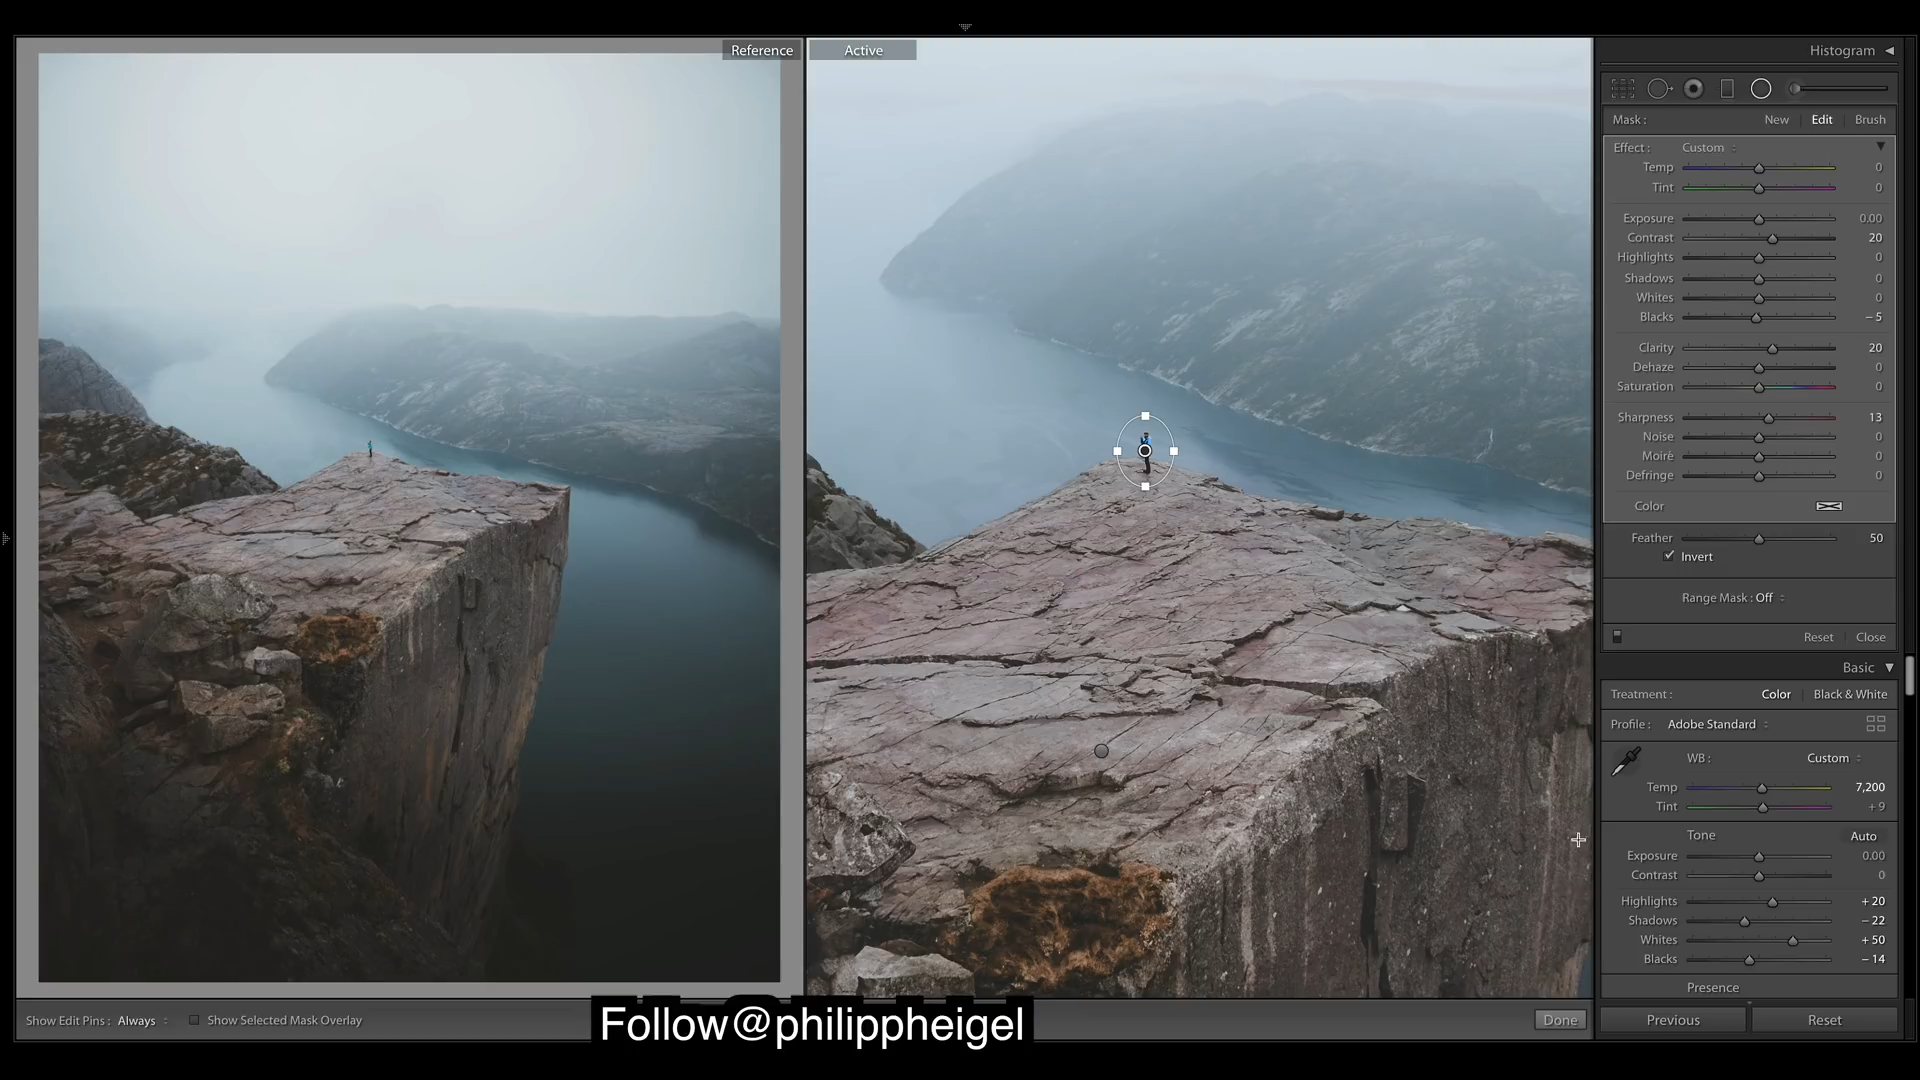 Reference
Active
Histogram
Mask : New Edit Brush
Effect : Custom
Temp 0
Tint 0
Exposure 0.00
Contrast 20
Highlights 0
Shadows 0
Whites 0
Blacks – 5
Clarity 20
Dehaze 0
Saturation 0
Sharpness 13
Noise 0
Moiré 0
Defringe 0
Color
Feather 50
Invert
Range Mask : Off
Reset Close
Basic
Treatment : Color Black & White
Profile : Adobe Standard
WB : Custom
Temp 7,200
Tint + 9
Tone Auto
Exposure 0.00
Contrast 0
Highlights + 20
Shadows – 22
Whites + 50
Blacks – 14
Presence
Show Edit Pins : Always Show Selected Mask Overlay
Follow@philippheigel
Done
Previous Reset